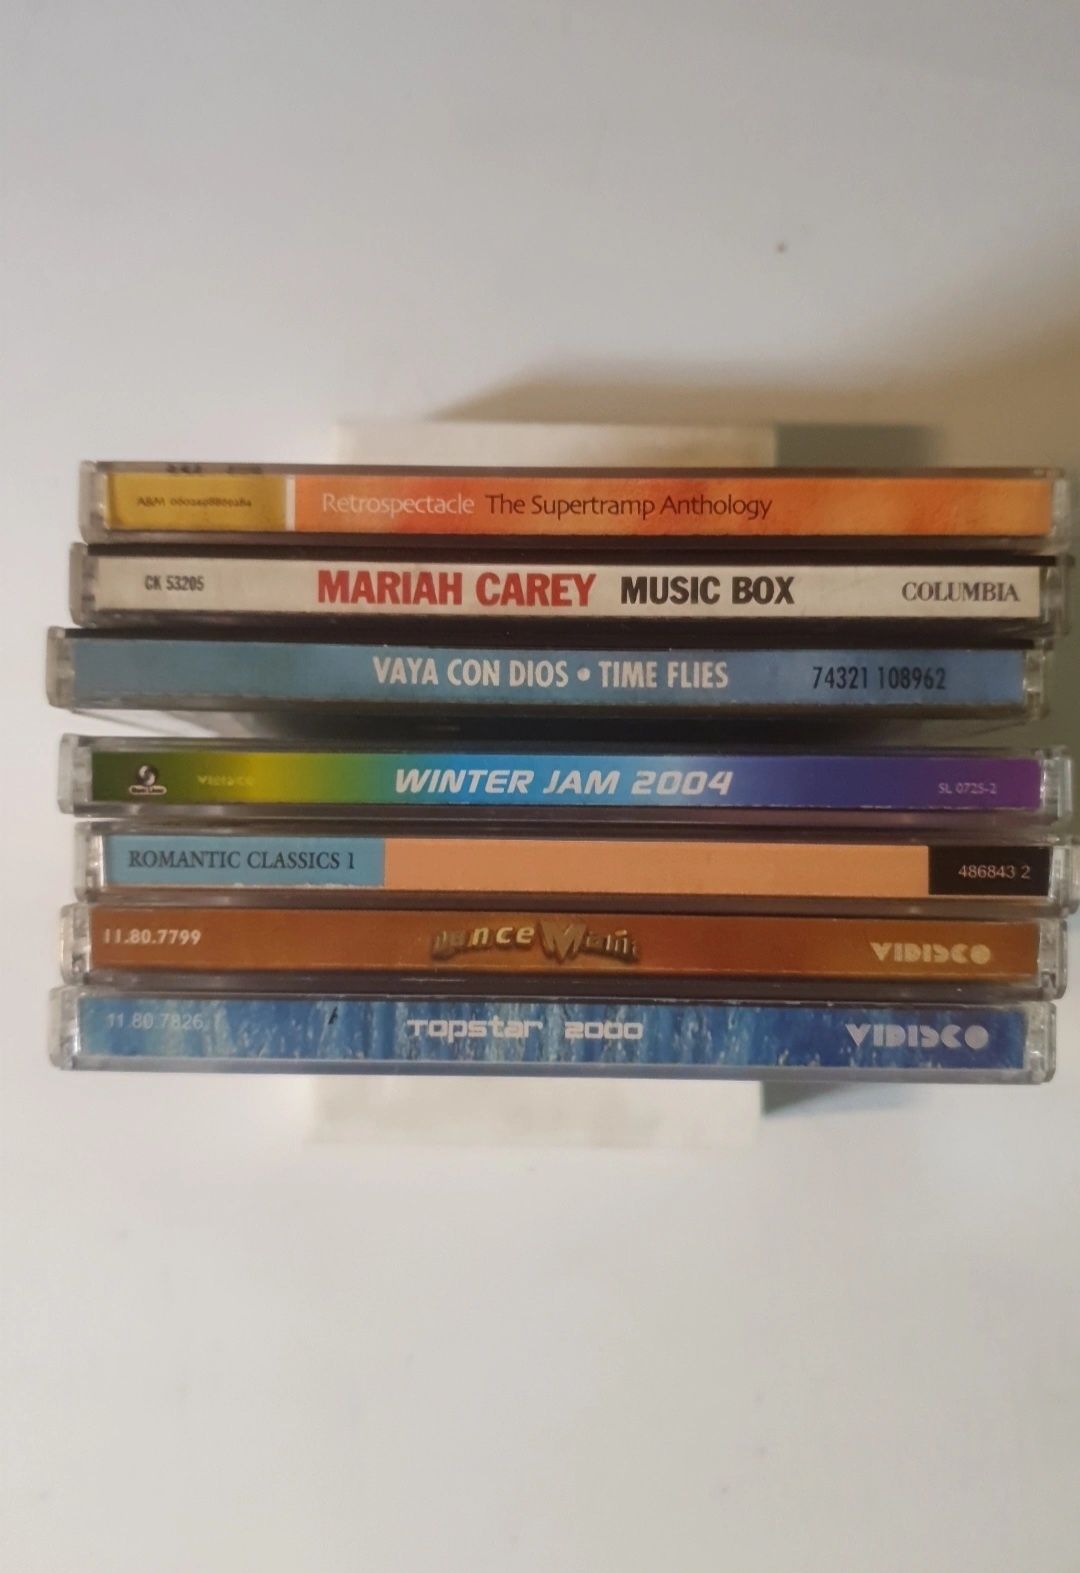 A&M Retrospectacle The Supertramp Anthology
CK 53205 MARIAH CAREY MUSIC BOX COLUMBIA
VAYA CON DIOS • TIME FLIES 74321 108962
VIDISCO WINTER JAM 2004 SL 0725-2
ROMANTIC CLASSICS 1 486843 2
11.80.7799 Dance Mania VIDISCO
11.80.7826 Topstar 2000 VIDISCO